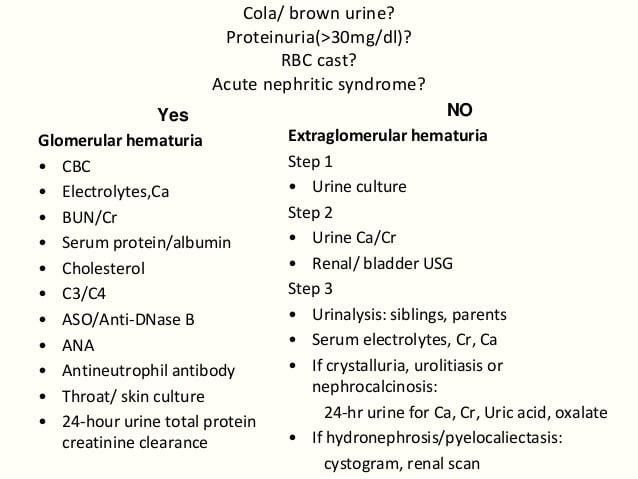 Cola/ brown urine?
Proteinuria(>30mg/dl)?
RBC cast?
Acute nephritic syndrome?
Yes
Glomerular hematuria
• CBC
• Electrolytes,Ca
• BUN/Cr
• Serum protein/albumin
• Cholesterol
• C3/C4
• ASO/Anti-DNase B
• ANA
• Antineutrophil antibody
• Throat/ skin culture
• 24-hour urine total protein
creatinine clearance
NO
Extraglomerular hematuria
Step 1
• Urine culture
Step 2
• Urine Ca/Cr
• Renal/ bladder USG
Step 3
• Urinalysis: siblings, parents
• Serum electrolytes, Cr, Ca
• If crystalluria, urolitiasis or
nephrocalcinosis:
24-hr urine for Ca, Cr, Uric acid, oxalate
• If hydronephrosis/pyelocaliectasis:
cystogram, renal scan